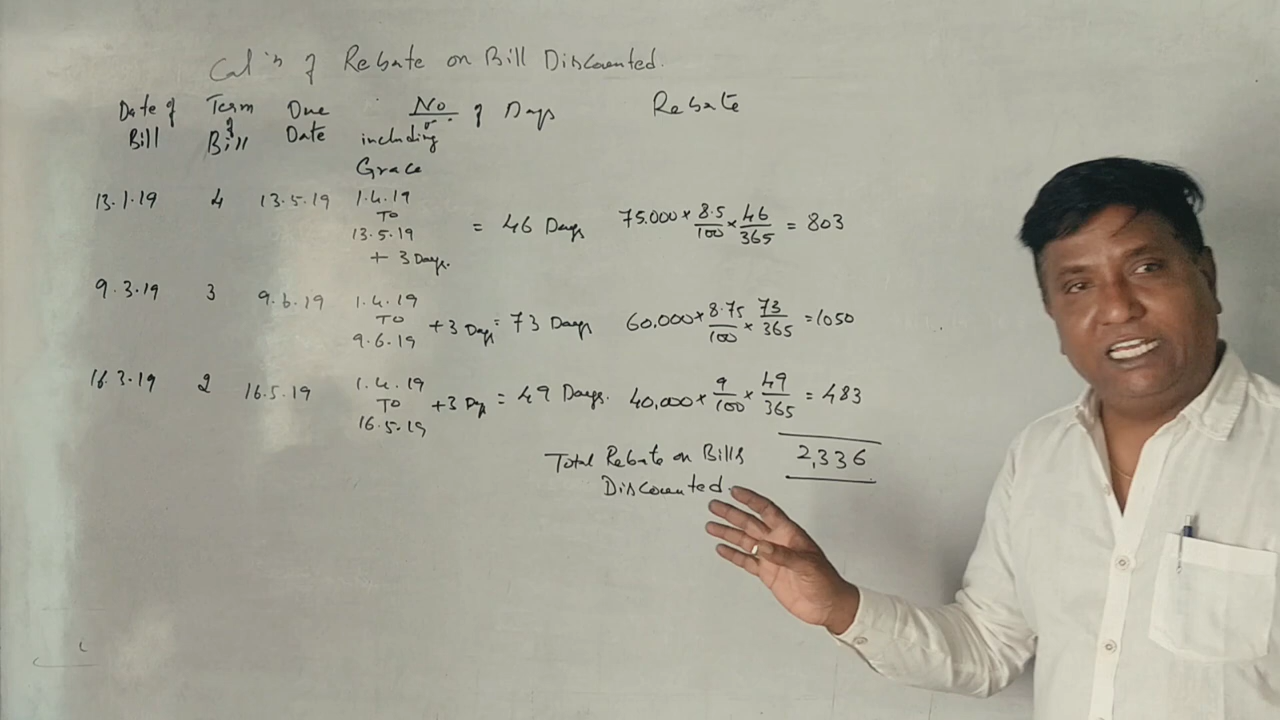 Cal'n of Rebate on Bill Discounted.
Date of Bill Term of Bill Due Date No. of Days including Grace Rebate
13.1.19 4 13.5.19 1.4.19 TO 13.5.19 + 3 Days. = 46 Days 75.000 × 8.5/100 × 46/365 = 803
9.3.19 3 9.6.19 1.4.19 TO 9.6.19 + 3 Days = 73 Days 60.000 × 8.75/100 × 73/365 = 1050
16.3.19 2 16.5.19 1.4.19 TO 16.5.19 + 3 Day = 49 Days. 40,000 × 9/100 × 49/365 = 483
Total Rebate on Bills 2,336
Discounted.